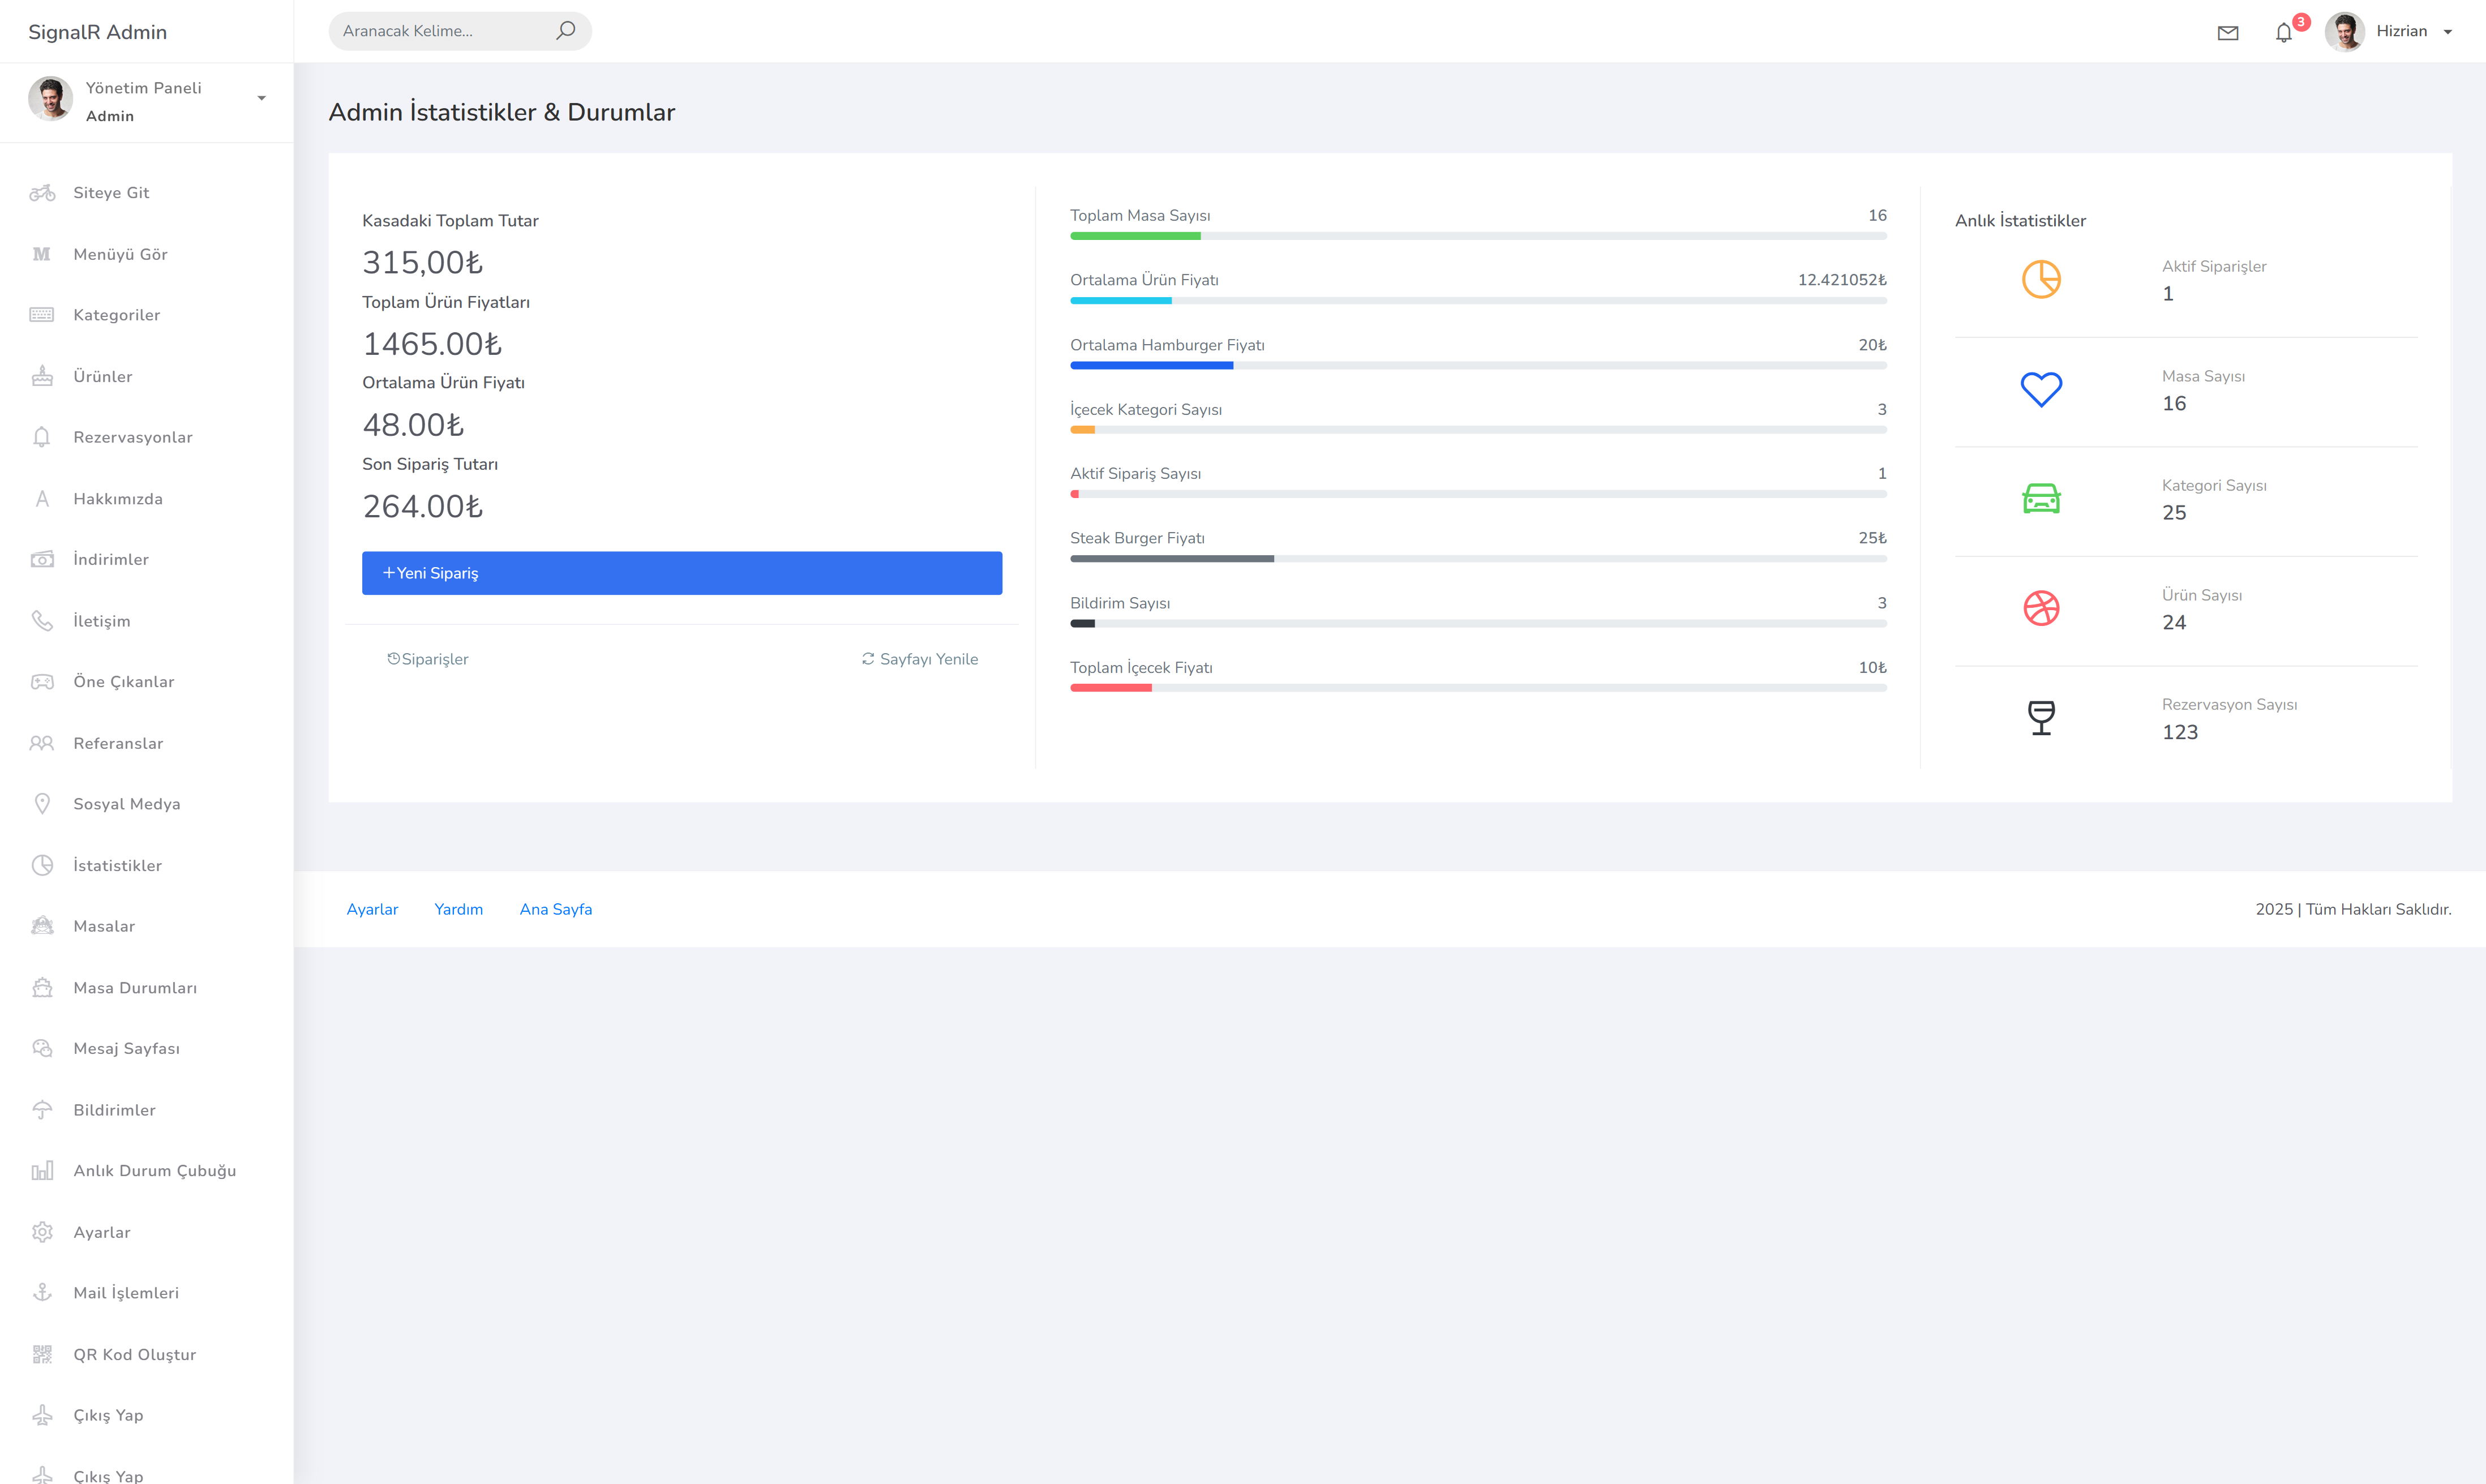 SignalR Admin
Aranacak Kelime...
3
Hizrian
Yönetim Paneli
Admin
Siteye Git
Menüyü Gör
Kategoriler
Ürünler
Rezervasyonlar
Hakkımızda
İndirimler
İletişim
Öne Çıkanlar
Referanslar
Sosyal Medya
İstatistikler
Masalar
Masa Durumları
Mesaj Sayfası
Bildirimler
Anlık Durum Çubuğu
Ayarlar
Mail İşlemleri
QR Kod Oluştur
Çıkış Yap
Çıkış Yap
Admin İstatistikler & Durumlar
Kasadaki Toplam Tutar
315,00₺
Toplam Ürün Fiyatları
1465.00₺
Ortalama Ürün Fiyatı
48.00₺
Son Sipariş Tutarı
264.00₺
+Yeni Sipariş
Siparişler
Sayfayı Yenile
Toplam Masa Sayısı 16
Ortalama Ürün Fiyatı 12.421052₺
Ortalama Hamburger Fiyatı 20₺
İçecek Kategori Sayısı 3
Aktif Sipariş Sayısı 1
Steak Burger Fiyatı 25₺
Bildirim Sayısı 3
Toplam İçecek Fiyatı 10₺
Anlık İstatistikler
Aktif Siparişler
1
Masa Sayısı
16
Kategori Sayısı
25
Ürün Sayısı
24
Rezervasyon Sayısı
123
Ayarlar Yardım Ana Sayfa
2025 | Tüm Hakları Saklıdır.